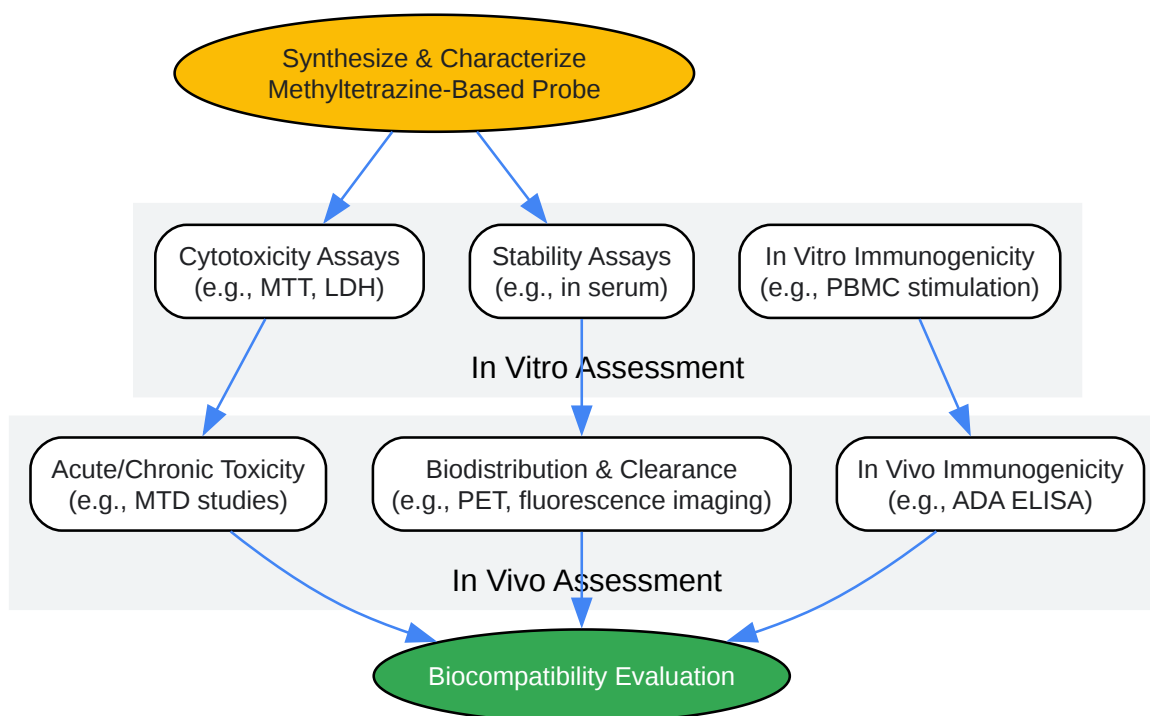 Synthesize & Characterize
Methyltetrazine-Based Probe
Cytotoxicity Assays
(e.g., MTT, LDH)
Stability Assays
(e.g., in serum)
In Vitro Immunogenicity
(e.g., PBMC stimulation)
In Vitro Assessment
Acute/Chronic Toxicity
(e.g., MTD studies)
Biodistribution & Clearance
(e.g., PET, fluorescence imaging)
In Vivo Immunogenicity
(e.g., ADA ELISA)
In Vivo Assessment
Biocompatibility Evaluation